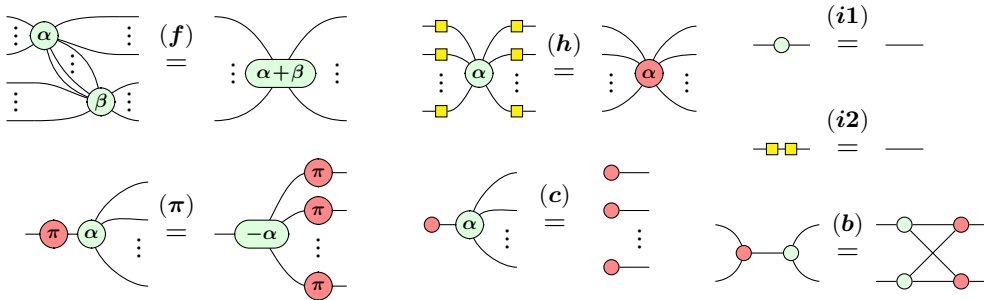 α (f) = α+β
β
α (h) = α
(i1) =
(i2) =
π α (π) = -α π π π
α (c) =
(b) =